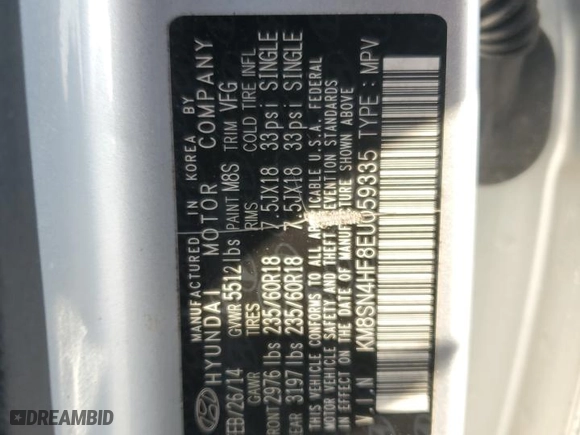 MANUFACTURED IN KOREA BY
HYUNDAI MOTOR COMPANY
FEB/26/14 GVWR 5512 lbs PAINT M8S TRIM VFG
GAWR TIRES RIMS COLD TIRE INFL
FRONT 2976 lbs 235/60R18 7.5JX18 33psi SINGLE
REAR 3197 lbs 235/60R18 7.5JX18 33psi SINGLE
THIS VEHICLE CONFORMS TO ALL APPLICABLE U.S.A. FEDERAL
MOTOR VEHICLE SAFETY AND THEFT PREVENTION STANDARDS
IN EFFECT ON THE DATE OF MANUFACTURE SHOWN ABOVE
V.I.N KM8SN4HF8EU059335 TYPE: MPV
DREAMBID